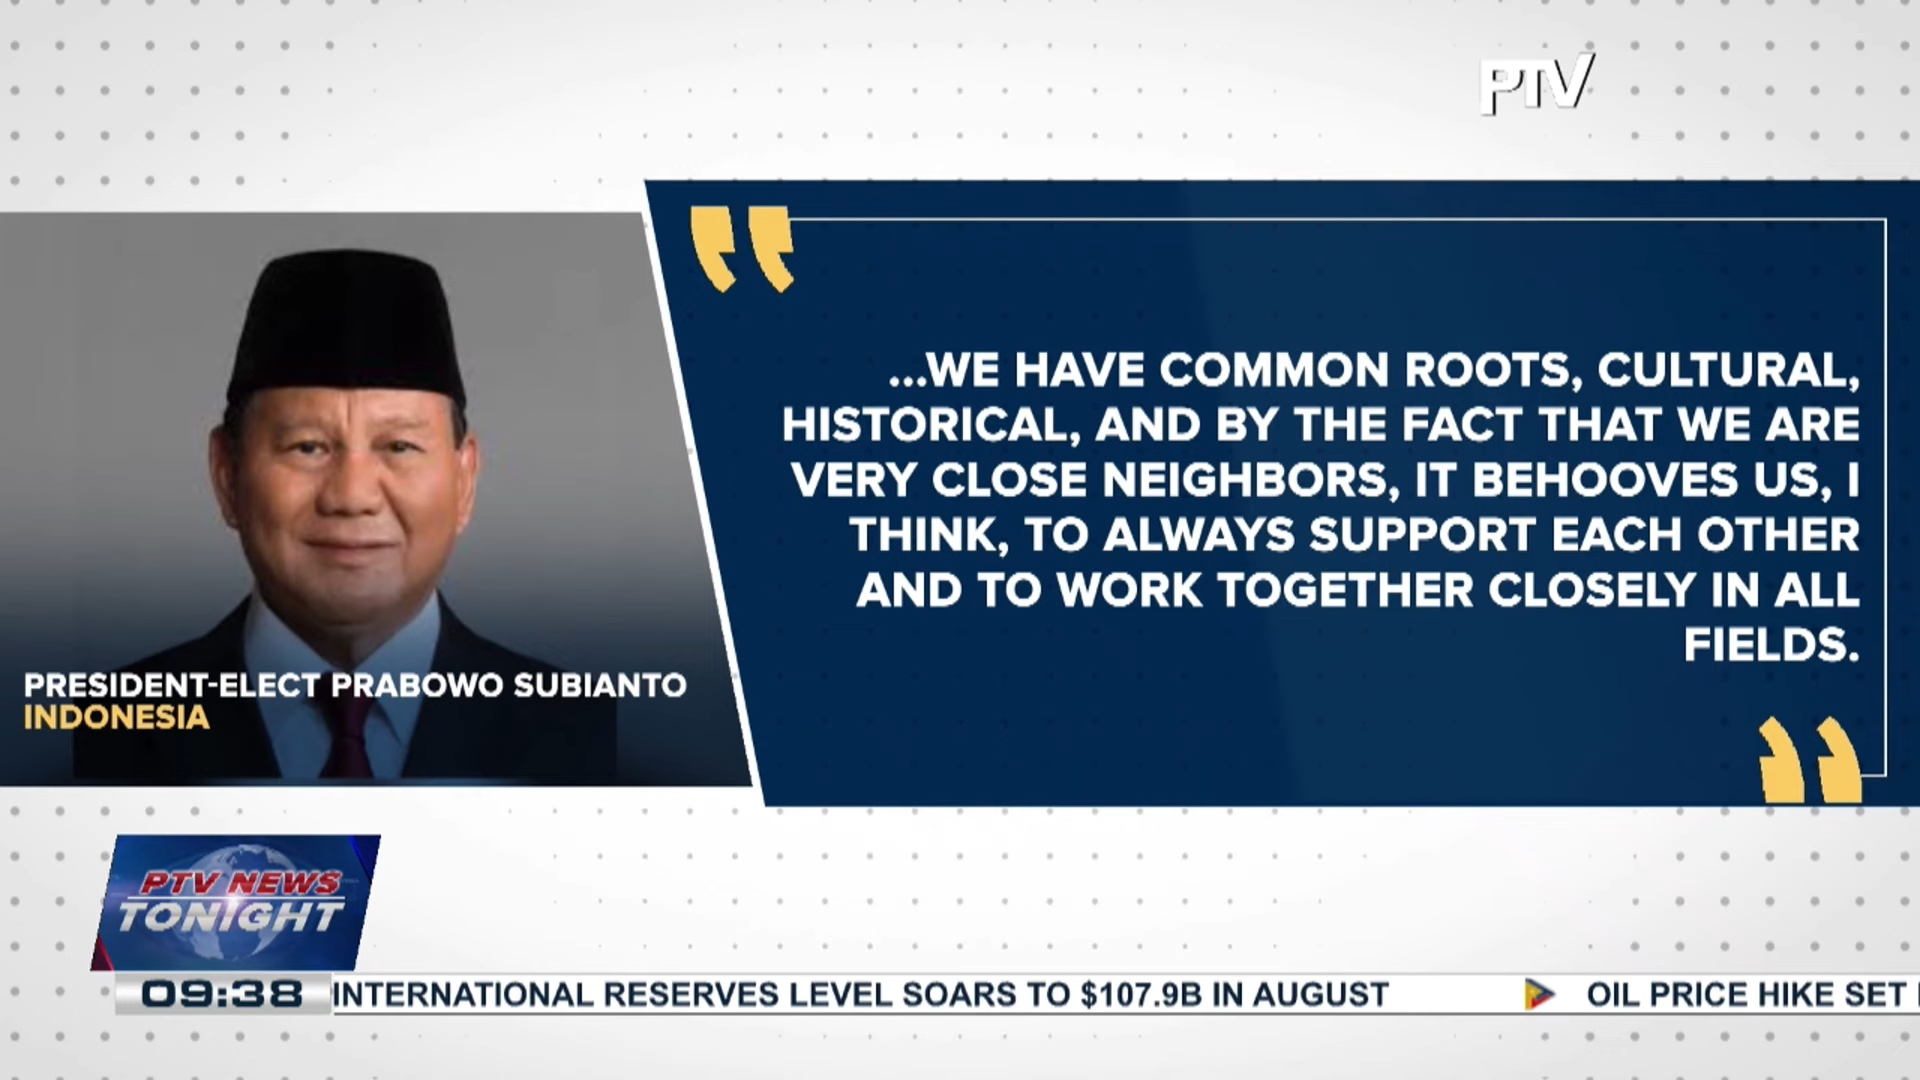 PTV
...WE HAVE COMMON ROOTS, CULTURAL,
HISTORICAL, AND BY THE FACT THAT WE ARE
VERY CLOSE NEIGHBORS, IT BEHOOVES US, I
THINK, TO ALWAYS SUPPORT EACH OTHER
AND TO WORK TOGETHER CLOSELY IN ALL
FIELDS.
PRESIDENT-ELECT PRABOWO SUBIANTO
INDONESIA
PTV NEWS
TONIGHT
09:38
INTERNATIONAL RESERVES LEVEL SOARS TO $107.9B IN AUGUST
OIL PRICE HIKE SET